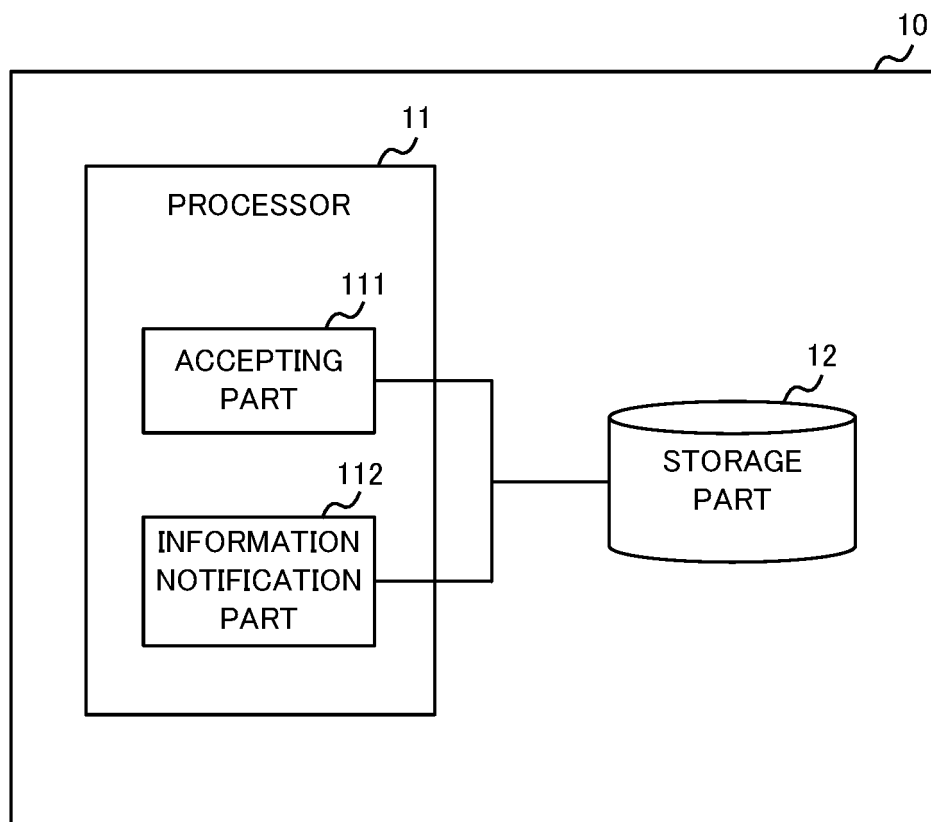 10
11
PROCESSOR
111
ACCEPTING
PART
12
STORAGE
PART
112
INFORMATION
NOTIFICATION
PART